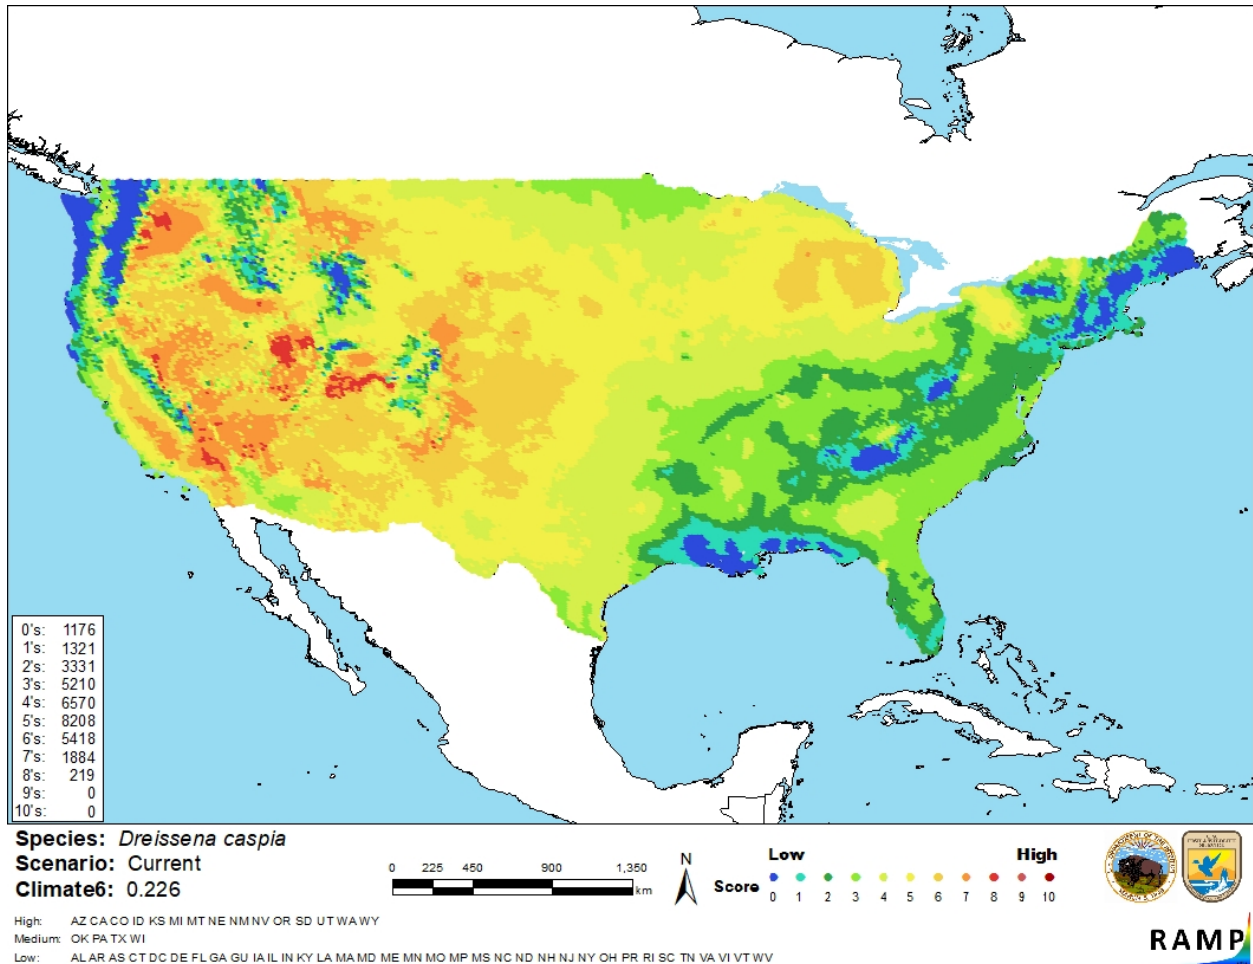 0's: 1176
1's: 1321
2's: 3331
3's: 5210
4's: 6570
5's: 8208
6's: 5418
7's: 1884
8's: 219
9's: 0
10's: 0
Species: Dreissena caspia
Scenario: Current
Climate6: 0.226
0 225 450 900 1,350
km
N
Low High
Score
0 1 2 3 4 5 6 7 8 9 10
High: AZ CA CO ID KS MI MT NE NM NV OR SD UT WA WY
Medium: OK PA TX WI
Low: AL AR AS CT DC DE FL GA GU IA IL IN KY LA MA MD ME MN MO MP MS NC ND NH NJ NY OH PR RI SC TN VA VI VT WV
RAMP